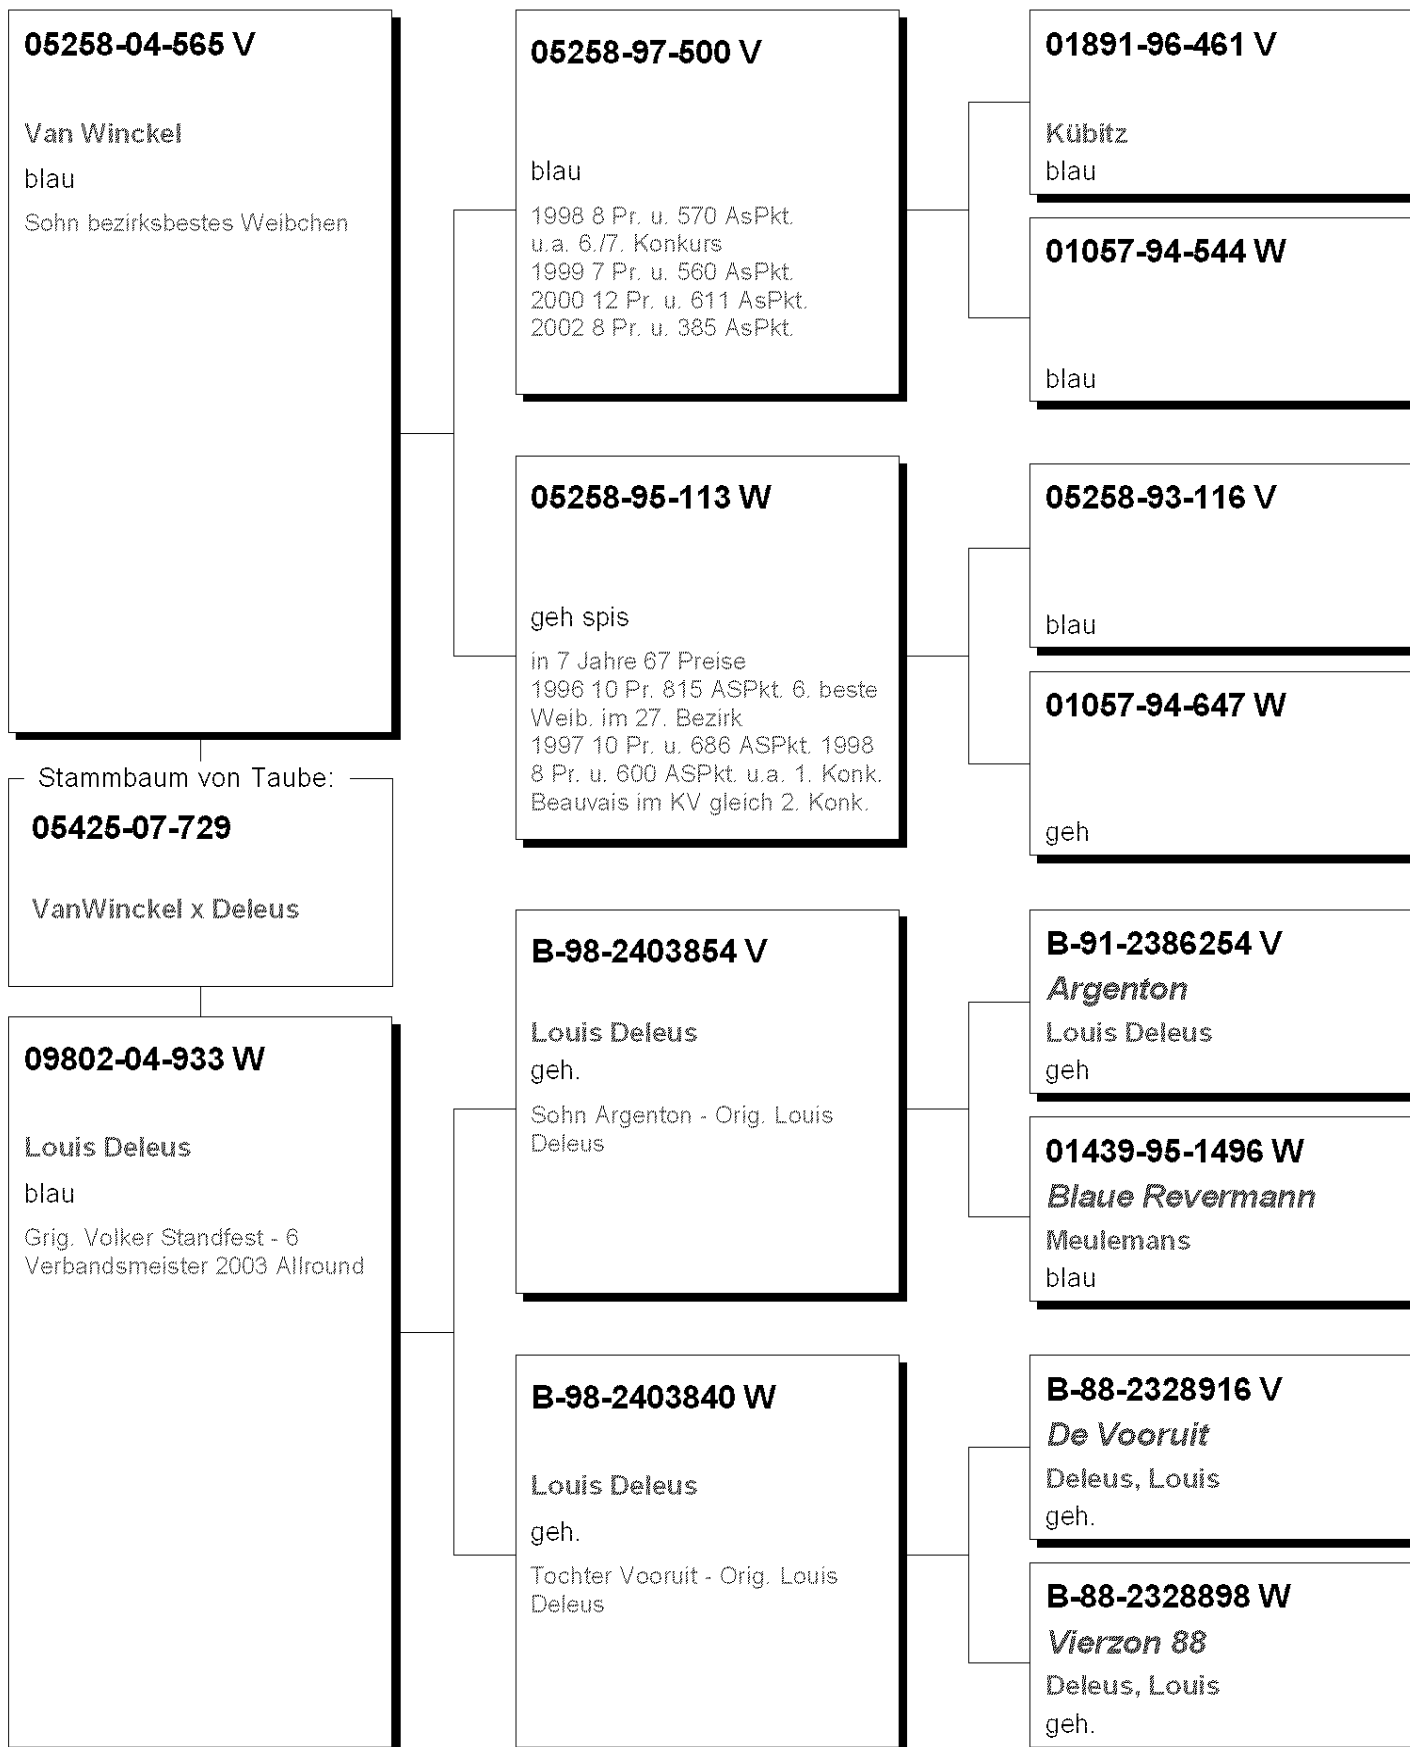 05258-04-565 V
Van Winckel
blau
Sohn bezirksbestes Weibchen
Stammbaum von Taube:
05425-07-729
VanWinckel x Deleus
09802-04-933 W
Louis Deleus
blau
Grig. Volker Standfest - 6
Verbandsmeister 2003 Allround
05258-97-500 V
blau
1998 8 Pr. u. 570 AsPkt.
u.a. 6./7. Konkurs
1999 7 Pr. u. 560 AsPkt.
2000 12 Pr. u. 611 AsPkt.
2002 8 Pr. u. 385 AsPkt.
05258-95-113 W
geh spis
in 7 Jahre 67 Preise
1996 10 Pr. 815 ASPkt. 6. beste
Weib. im 27. Bezirk
1997 10 Pr. u. 686 ASPkt. 1998
8 Pr. u. 600 ASPkt. u.a. 1. Konk.
Beauvais im KV gleich 2. Konk.
B-98-2403854 V
Louis Deleus
geh.
Sohn Argenton - Orig. Louis
Deleus
B-98-2403840 W
Louis Deleus
geh.
Tochter Vooruit - Orig. Louis
Deleus
01891-96-461 V
Kübitz
blau
01057-94-544 W
blau
05258-93-116 V
blau
01057-94-647 W
geh
B-91-2386254 V
Argenton
Louis Deleus
geh
01439-95-1496 W
Blaue Revermann
Meulemans
blau
B-88-2328916 V
De Vooruit
Deleus, Louis
geh.
B-88-2328898 W
Vierzon 88
Deleus, Louis
geh.